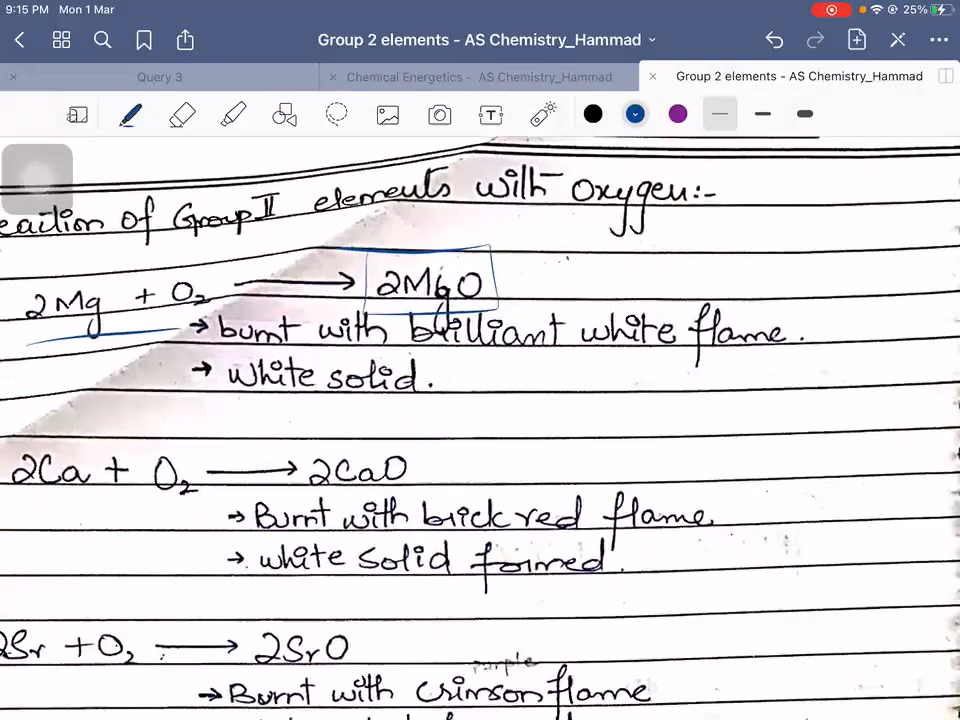 9:15 PM Mon 1 Mar
25%
Group 2 elements - AS Chemistry_Hammad
Query 3
Chemical Energetics - AS Chemistry_Hammad
Group 2 elements - AS Chemistry_Hammad
eaction of Group II elements with Oxygen:-
2Mg + O₂ ⟶ 2MgO
→ burnt with brilliant white flame.
→ White solid.
2Ca + O₂ ⟶ 2CaO
→ Burnt with brick red flame.
→ white solid formed.
2Sr + O₂ ⟶ 2SrO
purple
→ Burnt with crimson flame